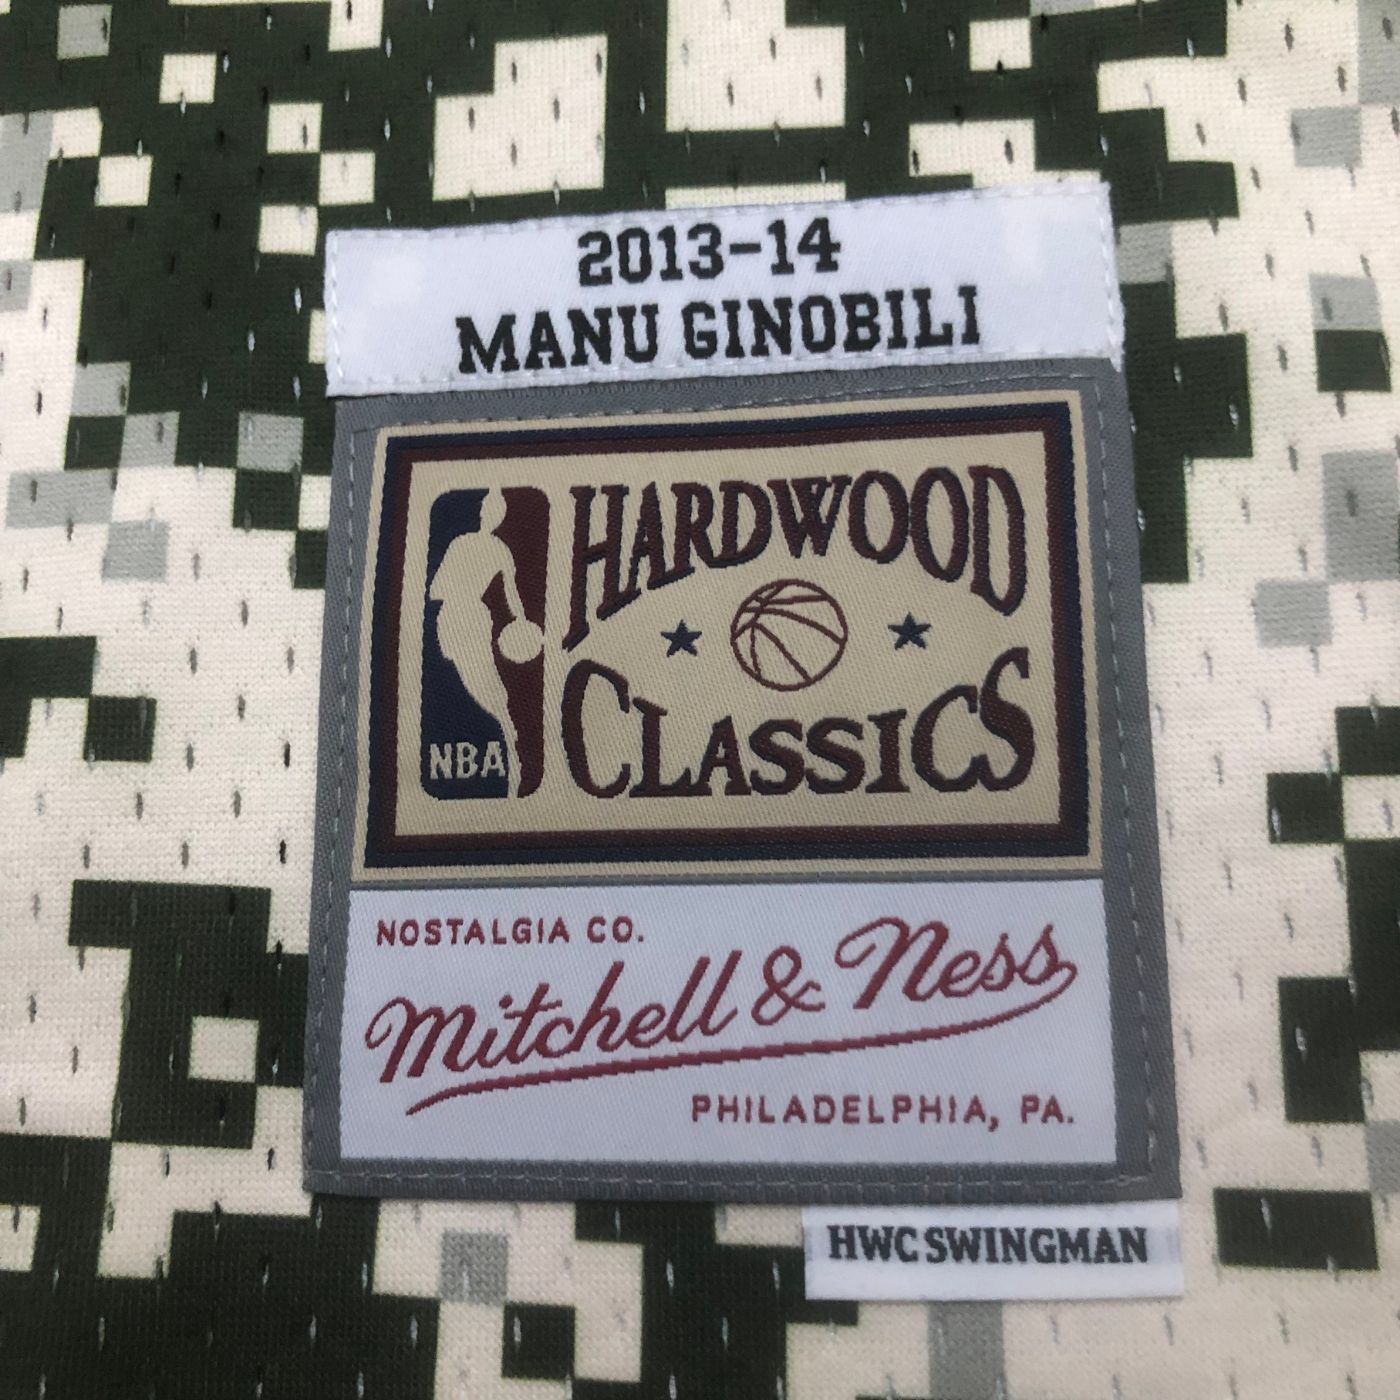 2013-14
MANU GINOBILI
HARDWOOD
CLASSICS
NBA
NOSTALGIA CO.
Mitchell & Ness
PHILADELPHIA, PA.
HWC SWINGMAN